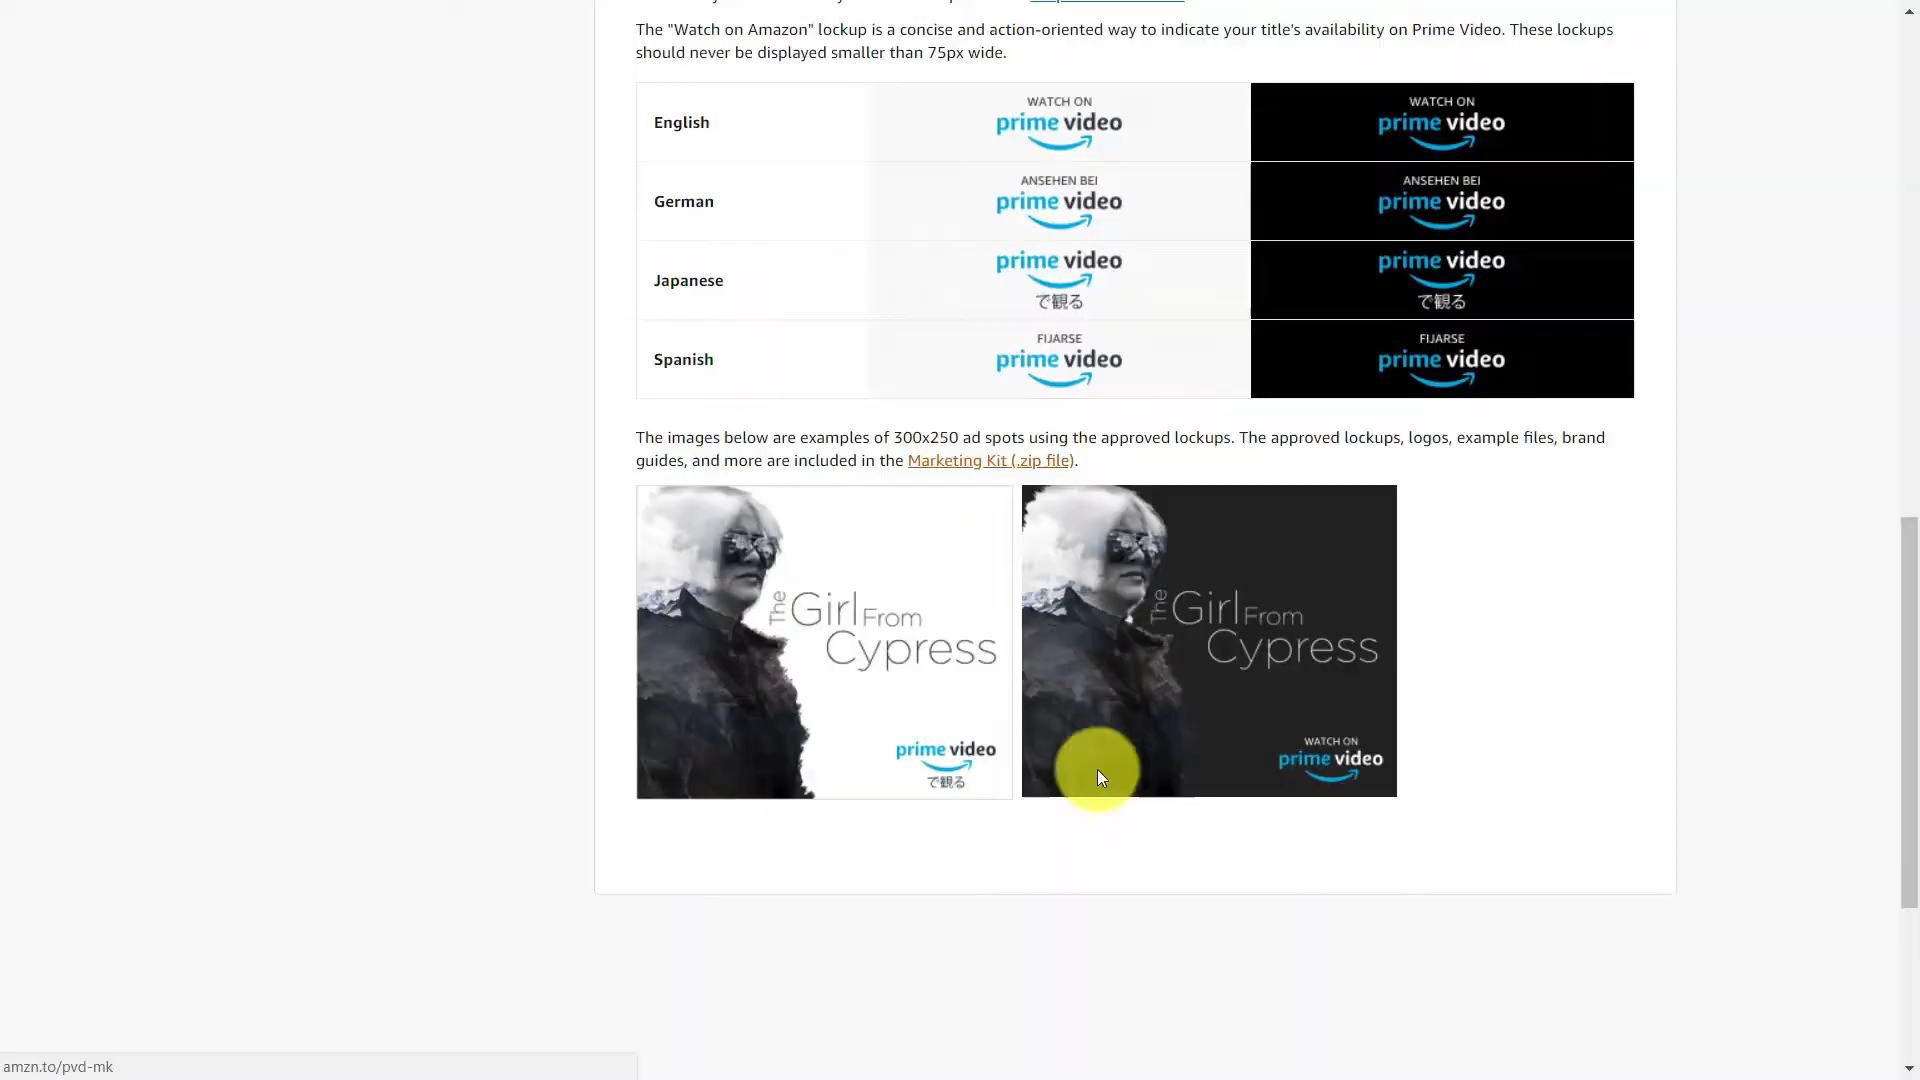 The "Watch on Amazon" lockup is a concise and action-oriented way to indicate your title's availability on Prime Video. These lockups
should never be displayed smaller than 75px wide.
English
WATCH ON
prime video
WATCH ON
prime video
German
ANSEHEN BEI
prime video
ANSEHEN BEI
prime video
Japanese
prime video
で観る
prime video
で観る
Spanish
FIJARSE
prime video
FIJARSE
prime video
The images below are examples of 300x250 ad spots using the approved lockups. The approved lockups, logos, example files, brand
guides, and more are included in the Marketing Kit (.zip file).
The Girl From
Cypress
prime video
で観る
The Girl From
Cypress
WATCH ON
prime video
amzn.to/pvd-mk